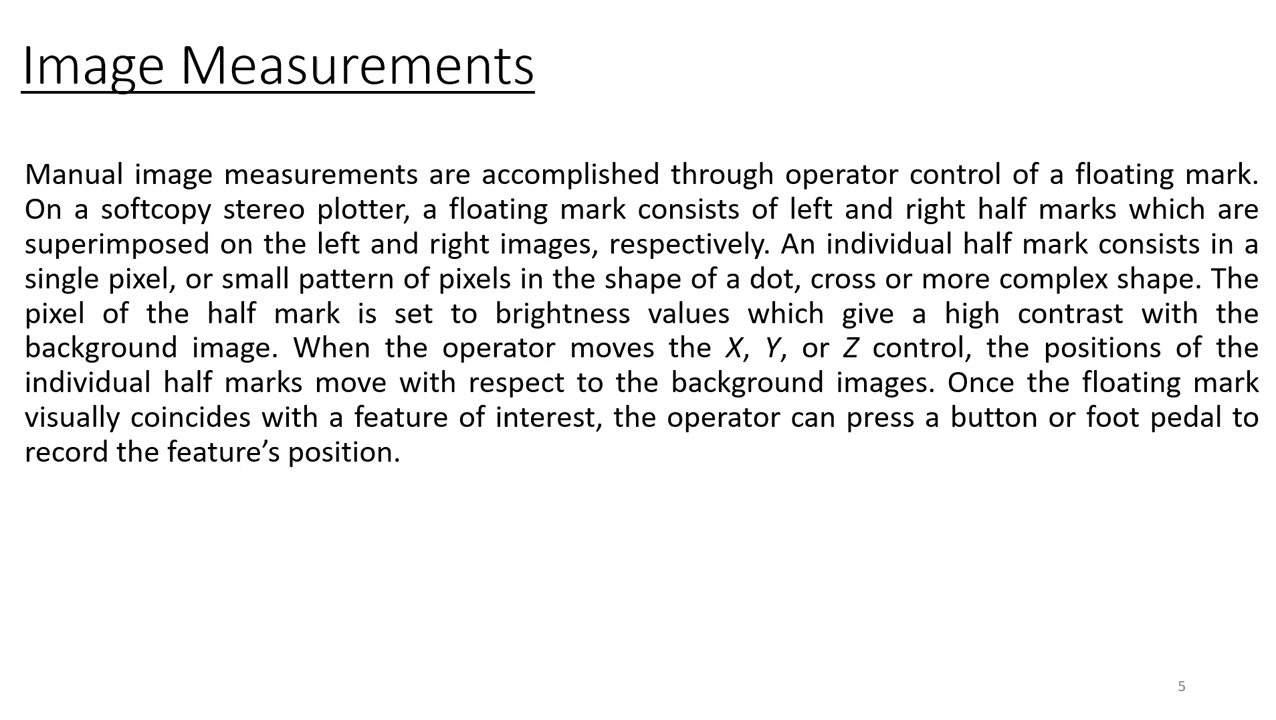 Image Measurements
Manual image measurements are accomplished through operator control of a floating mark.
On a softcopy stereo plotter, a floating mark consists of left and right half marks which are
superimposed on the left and right images, respectively. An individual half mark consists in a
single pixel, or small pattern of pixels in the shape of a dot, cross or more complex shape. The
pixel of the half mark is set to brightness values which give a high contrast with the
background image. When the operator moves the X, Y, or Z control, the positions of the
individual half marks move with respect to the background images. Once the floating mark
visually coincides with a feature of interest, the operator can press a button or foot pedal to
record the feature’s position.
5